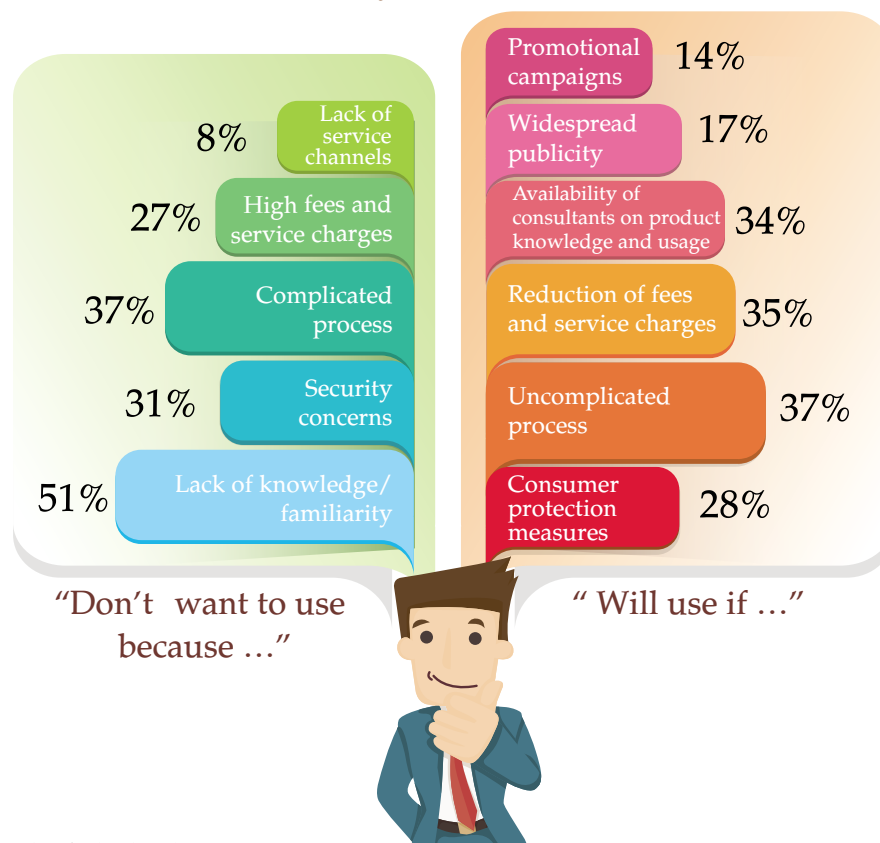 8%
Lack of
service
channels
27%
High fees and
service charges
37%
Complicated
process
31%
Security
concerns
51%
Lack of knowledge/
familiarity
“Don’t want to use
because …”
Promotional
campaigns
14%
Widespread
publicity
17%
Availability of
consultants on product
knowledge and usage
34%
Reduction of fees
and service charges
35%
Uncomplicated
process
37%
Consumer
protection
measures
28%
“ Will use if …”